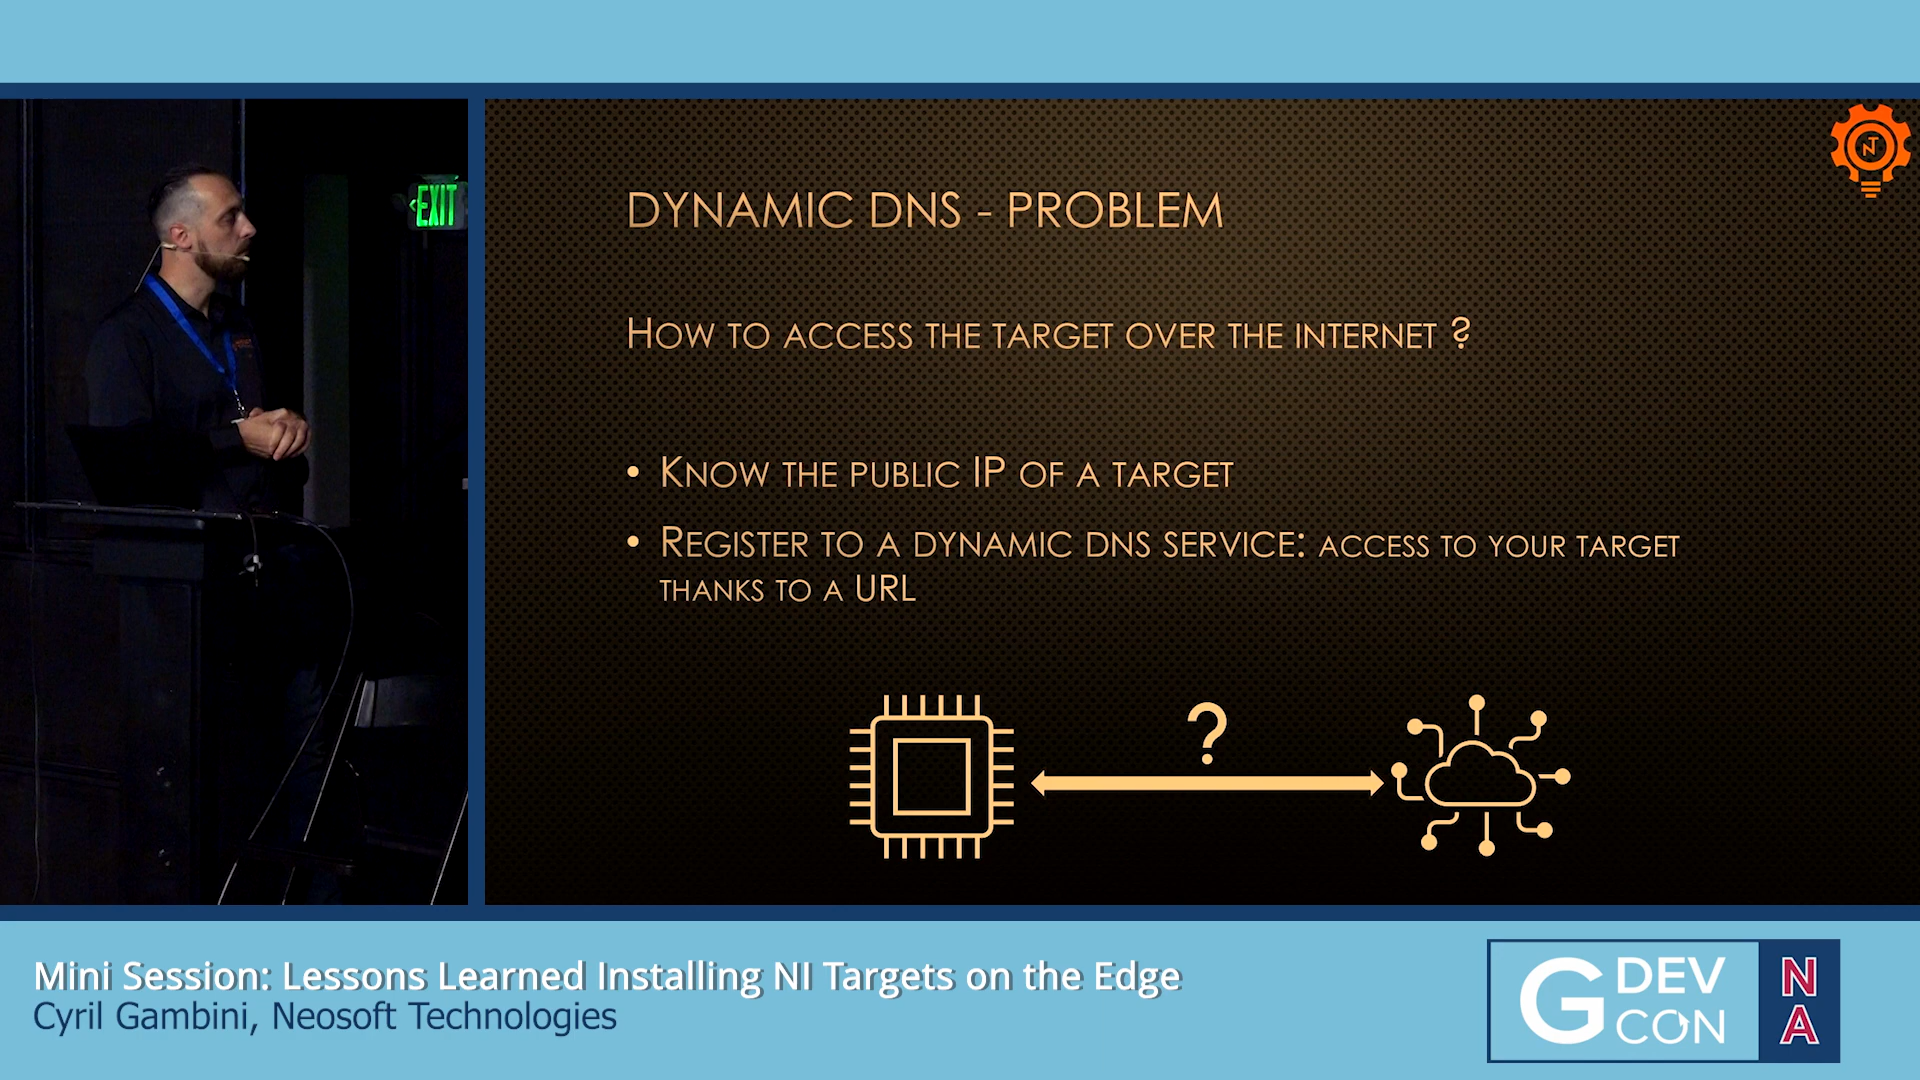 EXIT
NT
DYNAMIC DNS - PROBLEM
HOW TO ACCESS THE TARGET OVER THE INTERNET ?
• KNOW THE PUBLIC IP OF A TARGET
• REGISTER TO A DYNAMIC DNS SERVICE: ACCESS TO YOUR TARGET
THANKS TO A URL
?
Mini Session: Lessons Learned Installing NI Targets on the Edge
Cyril Gambini, Neosoft Technologies
G DEV CON
NA